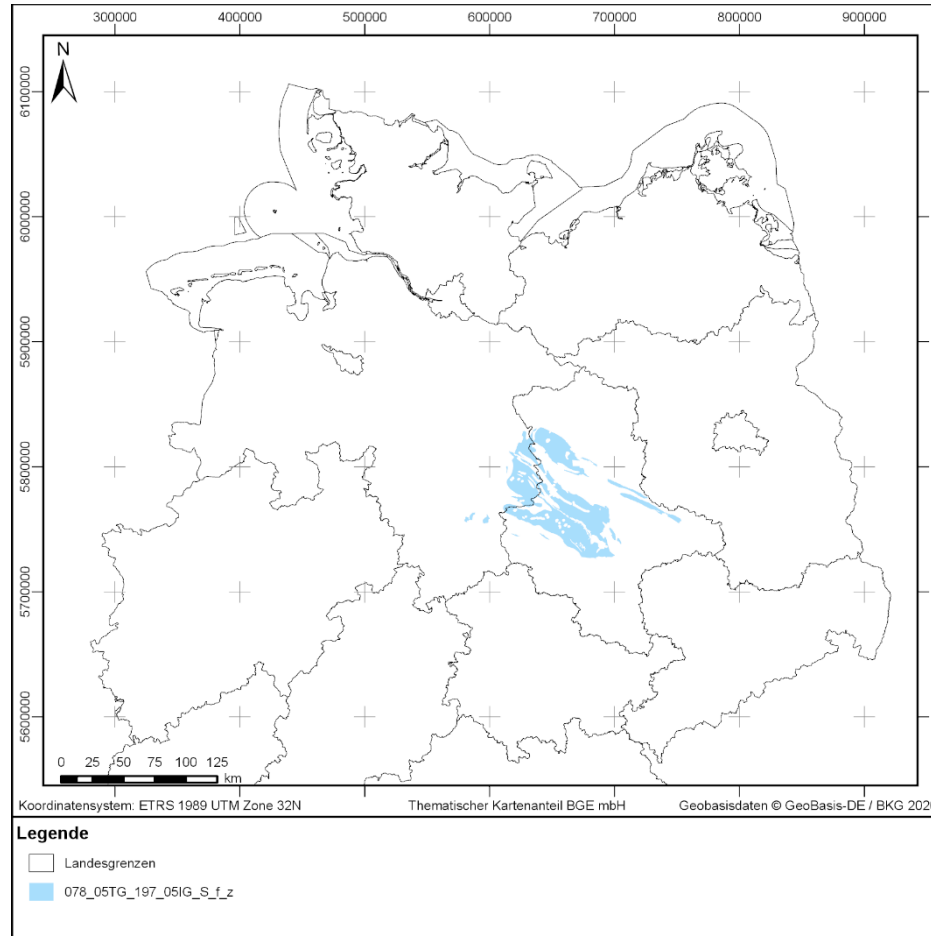 300000 400000 500000 600000 700000 800000 900000
N
6100000
6000000
5900000
5800000
5700000
5600000
0 25 50 75 100 125
km
Koordinatensystem: ETRS 1989 UTM Zone 32N Thematischer Kartenanteil BGE mbH Geobasisdaten © GeoBasis-DE / BKG 2020
Legende
Landesgrenzen
078_05TG_197_05IG_S_f_z